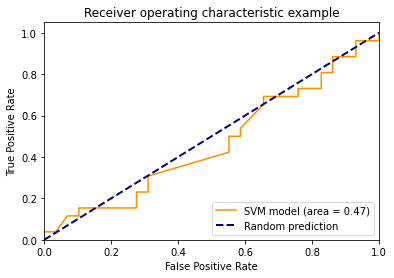 Receiver operating characteristic example
1.0
0.8
0.6
0.4
0.2
0.0
True Positive Rate
SVM model (area = 0.47)
Random prediction
0.0 0.2 0.4 0.6 0.8 1.0
False Positive Rate